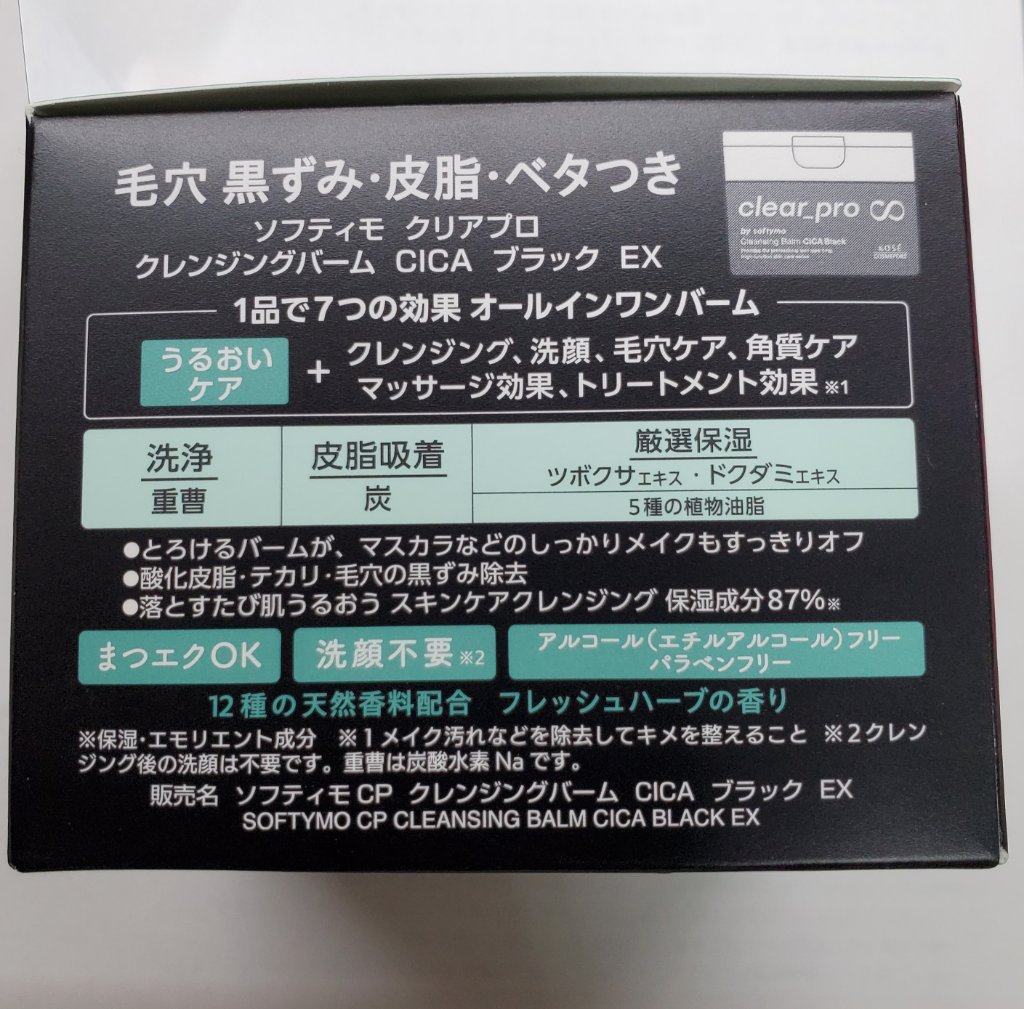 毛穴 黒ずみ・皮脂・ベタつき
ソフティモ クリアプロ
クレンジングバーム CICA ブラック EX
clear_pro
by softymo
Cleansing Balm CICA Black
KOSÉ
COSMEPORT
1品で7つの効果 オールインワンバーム
うるおい
ケア
+
クレンジング、洗顔、毛穴ケア、角質ケア
マッサージ効果、トリートメント効果※1
洗浄
重曹
皮脂吸着
炭
厳選保湿
ツボクサエキス・ドクダミエキス
5種の植物油脂
●とろけるバームが、マスカラなどのしっかりメイクもすっきりオフ
●酸化皮脂・テカリ・毛穴の黒ずみ除去
●落とすたび肌うるおう スキンケアクレンジング 保湿成分87%※
まつエクOK
洗顔不要※2
アルコール(エチルアルコール)フリー
パラベンフリー
12種の天然香料配合 フレッシュハーブの香り
※保湿・エモリエント成分 ※1メイク汚れなどを除去してキメを整えること ※2クレン
ジング後の洗顔は不要です。重曹は炭酸水素Naです。
販売名 ソフティモCP クレンジングバーム CICA ブラック EX
SOFTYMO CP CLEANSING BALM CICA BLACK EX